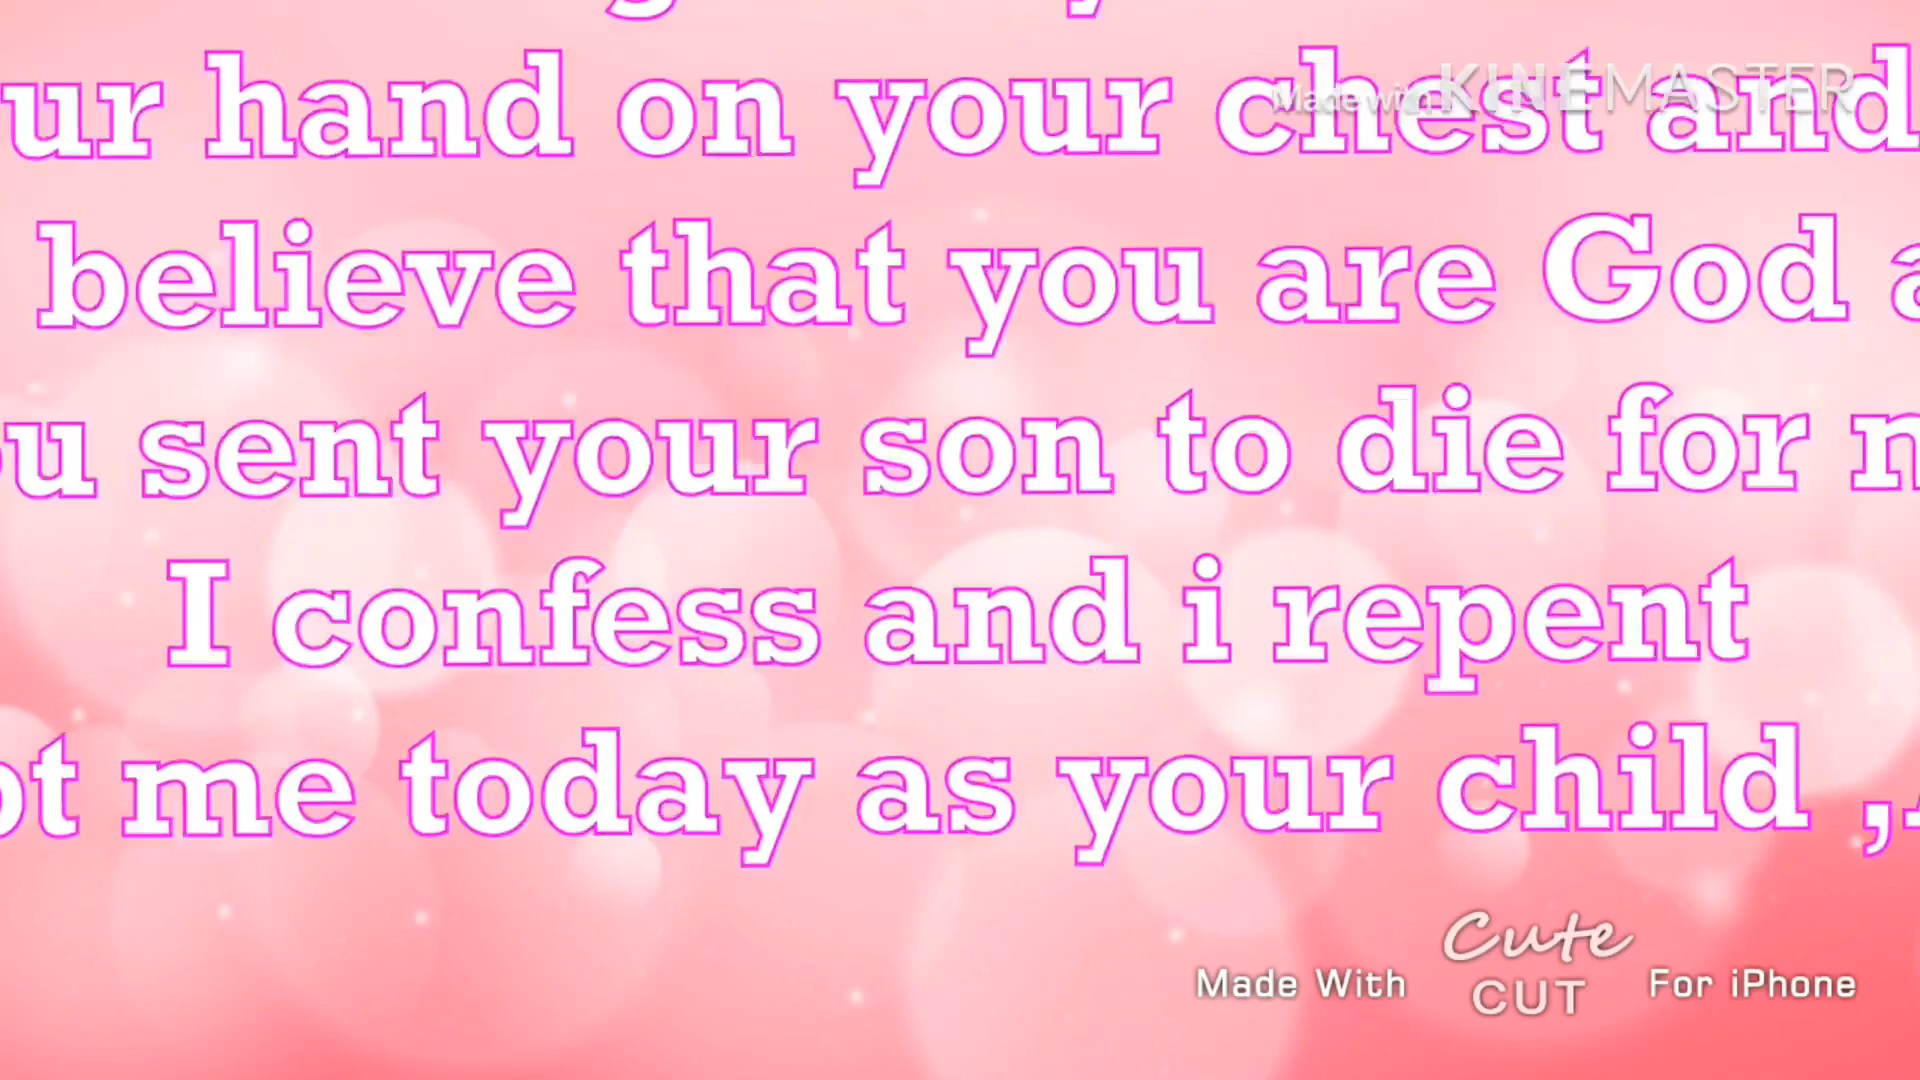 ur hand on your chest and
believe that you are God a
u sent your son to die for
I confess and i repent
pt me today as your child ,
Made with KINEMASTER
Made With Cute CUT For iPhone